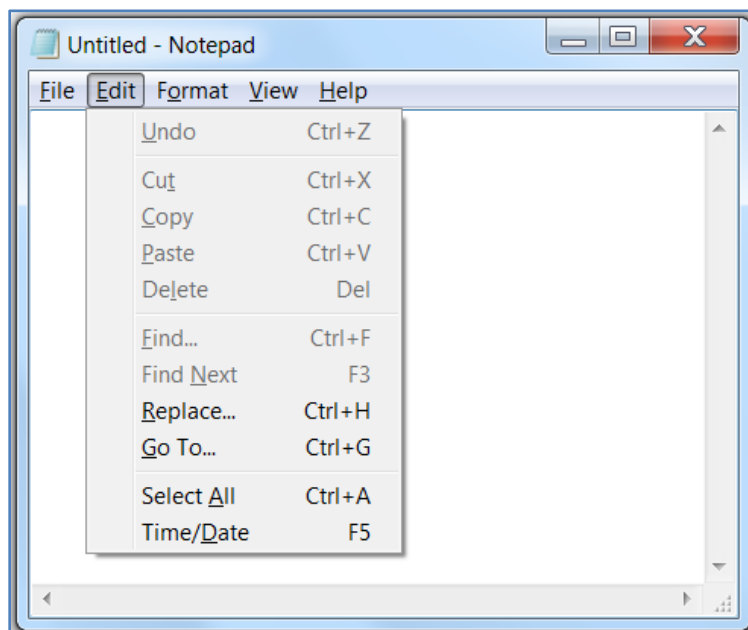 Untitled - Notepad
File Edit Format View Help
Undo Ctrl+Z
Cut Ctrl+X
Copy Ctrl+C
Paste Ctrl+V
Delete Del
Find... Ctrl+F
Find Next F3
Replace... Ctrl+H
Go To... Ctrl+G
Select All Ctrl+A
Time/Date F5